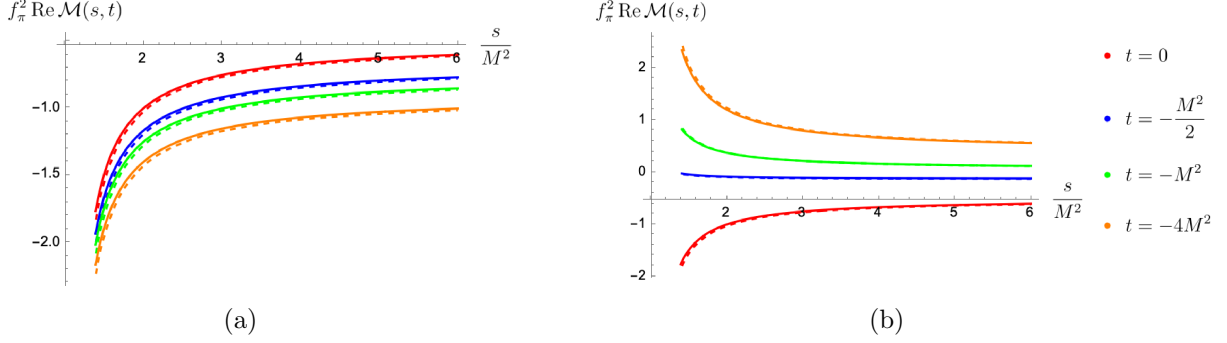 f_π^2 Re M(s, t)
s/M^2
2 3 4 5 6
-1.0
-1.5
-2.0
(a)
f_π^2 Re M(s, t)
2
1
0
-1
-2
2 3 4 5 6
s/M^2
(b)
t = 0
t = -M^2/2
t = -M^2
t = -4M^2